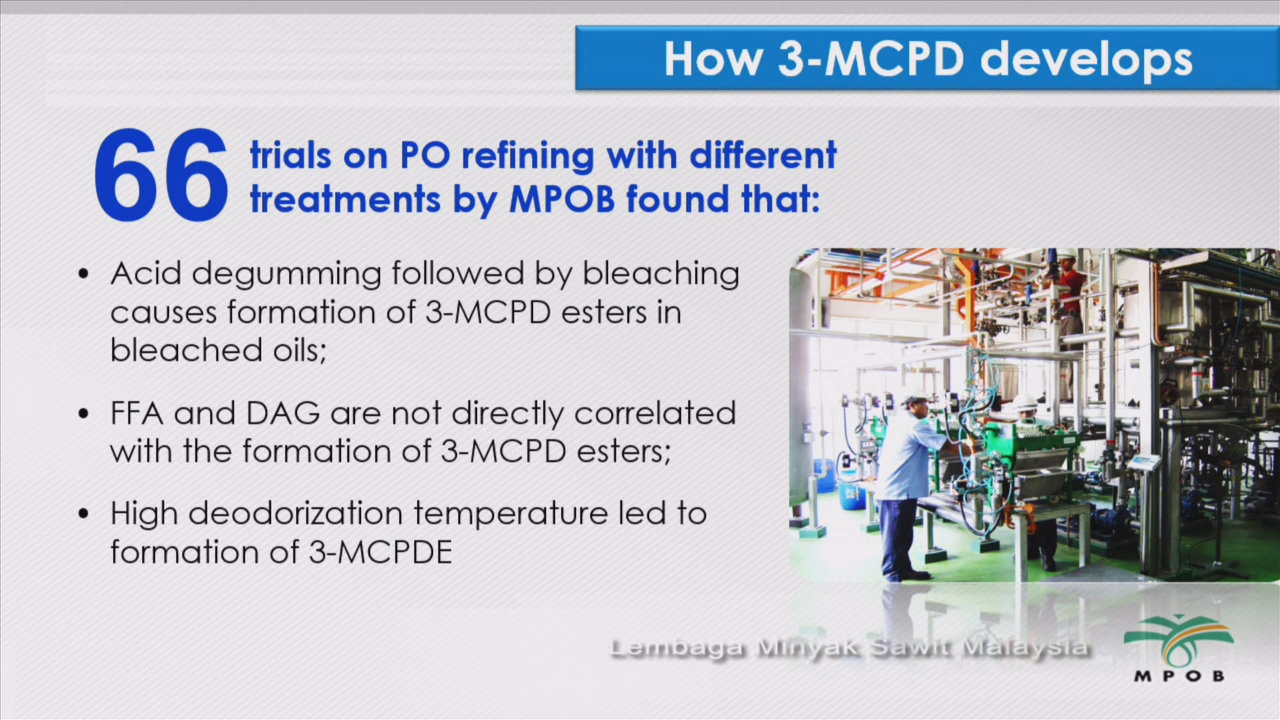 How 3-MCPD develops
66 trials on PO refining with different
treatments by MPOB found that:
• Acid degumming followed by bleaching
causes formation of 3-MCPD esters in
bleached oils;
• FFA and DAG are not directly correlated
with the formation of 3-MCPD esters;
• High deodorization temperature led to
formation of 3-MCPDE
Lembaga Minyak Sawit Malaysia
MPOB